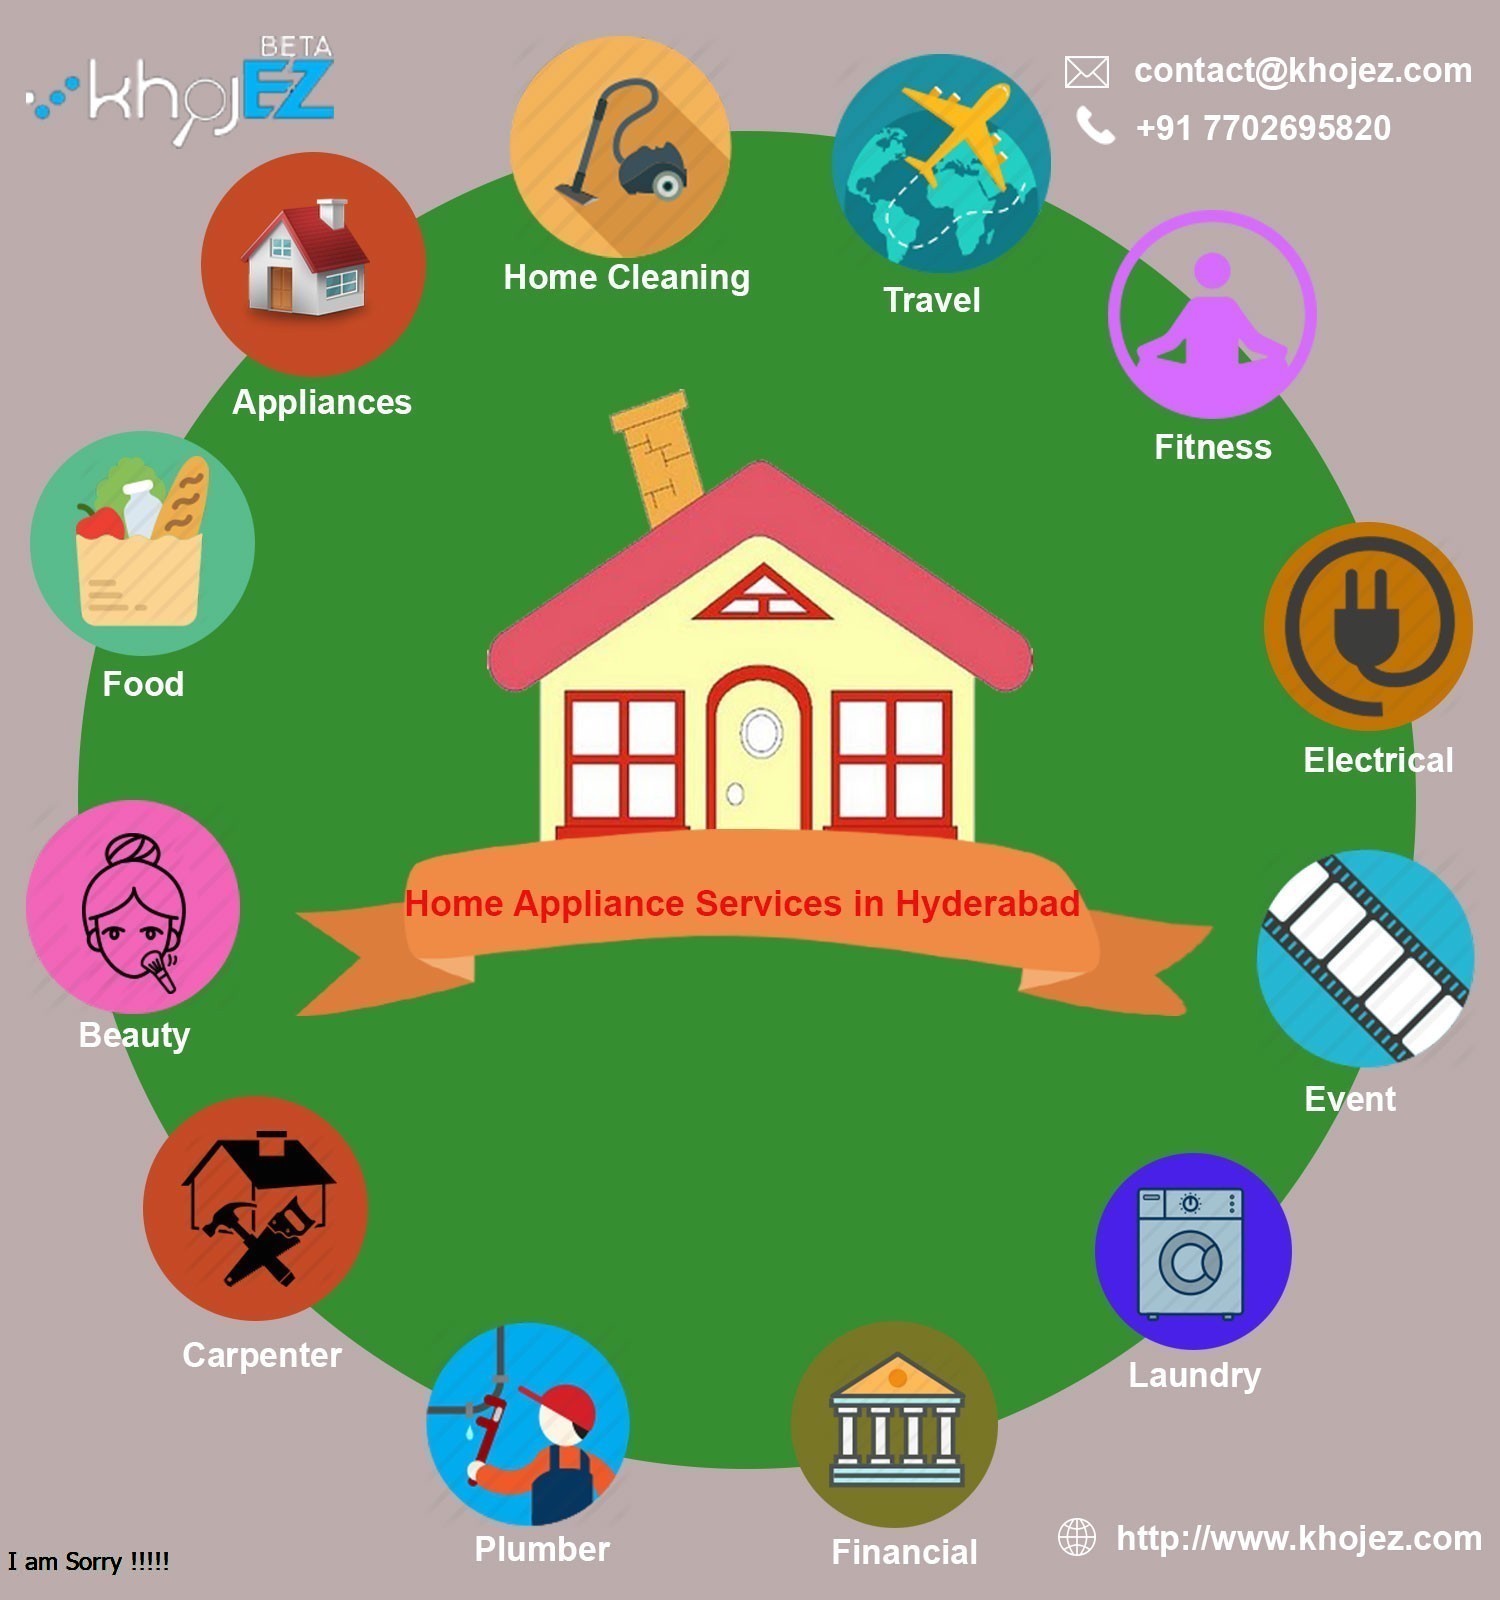 BETA
khojEZ
contact@khojez.com
+91 7702695820
Home Cleaning
Travel
Appliances
Fitness
Food
Electrical
Home Appliance Services in Hyderabad
Beauty
Event
Carpenter
Laundry
Plumber
Financial
http://www.khojez.com
I am Sorry !!!!!